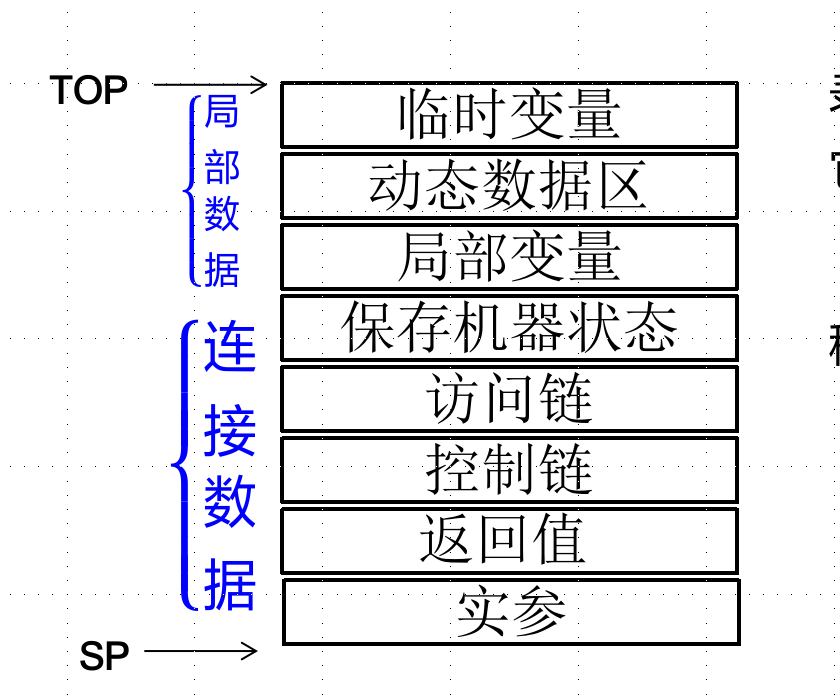 TOP
局部数据
临时变量
动态数据区
局部变量
连接数据
保存机器状态
访问链
控制链
返回值
实参
SP